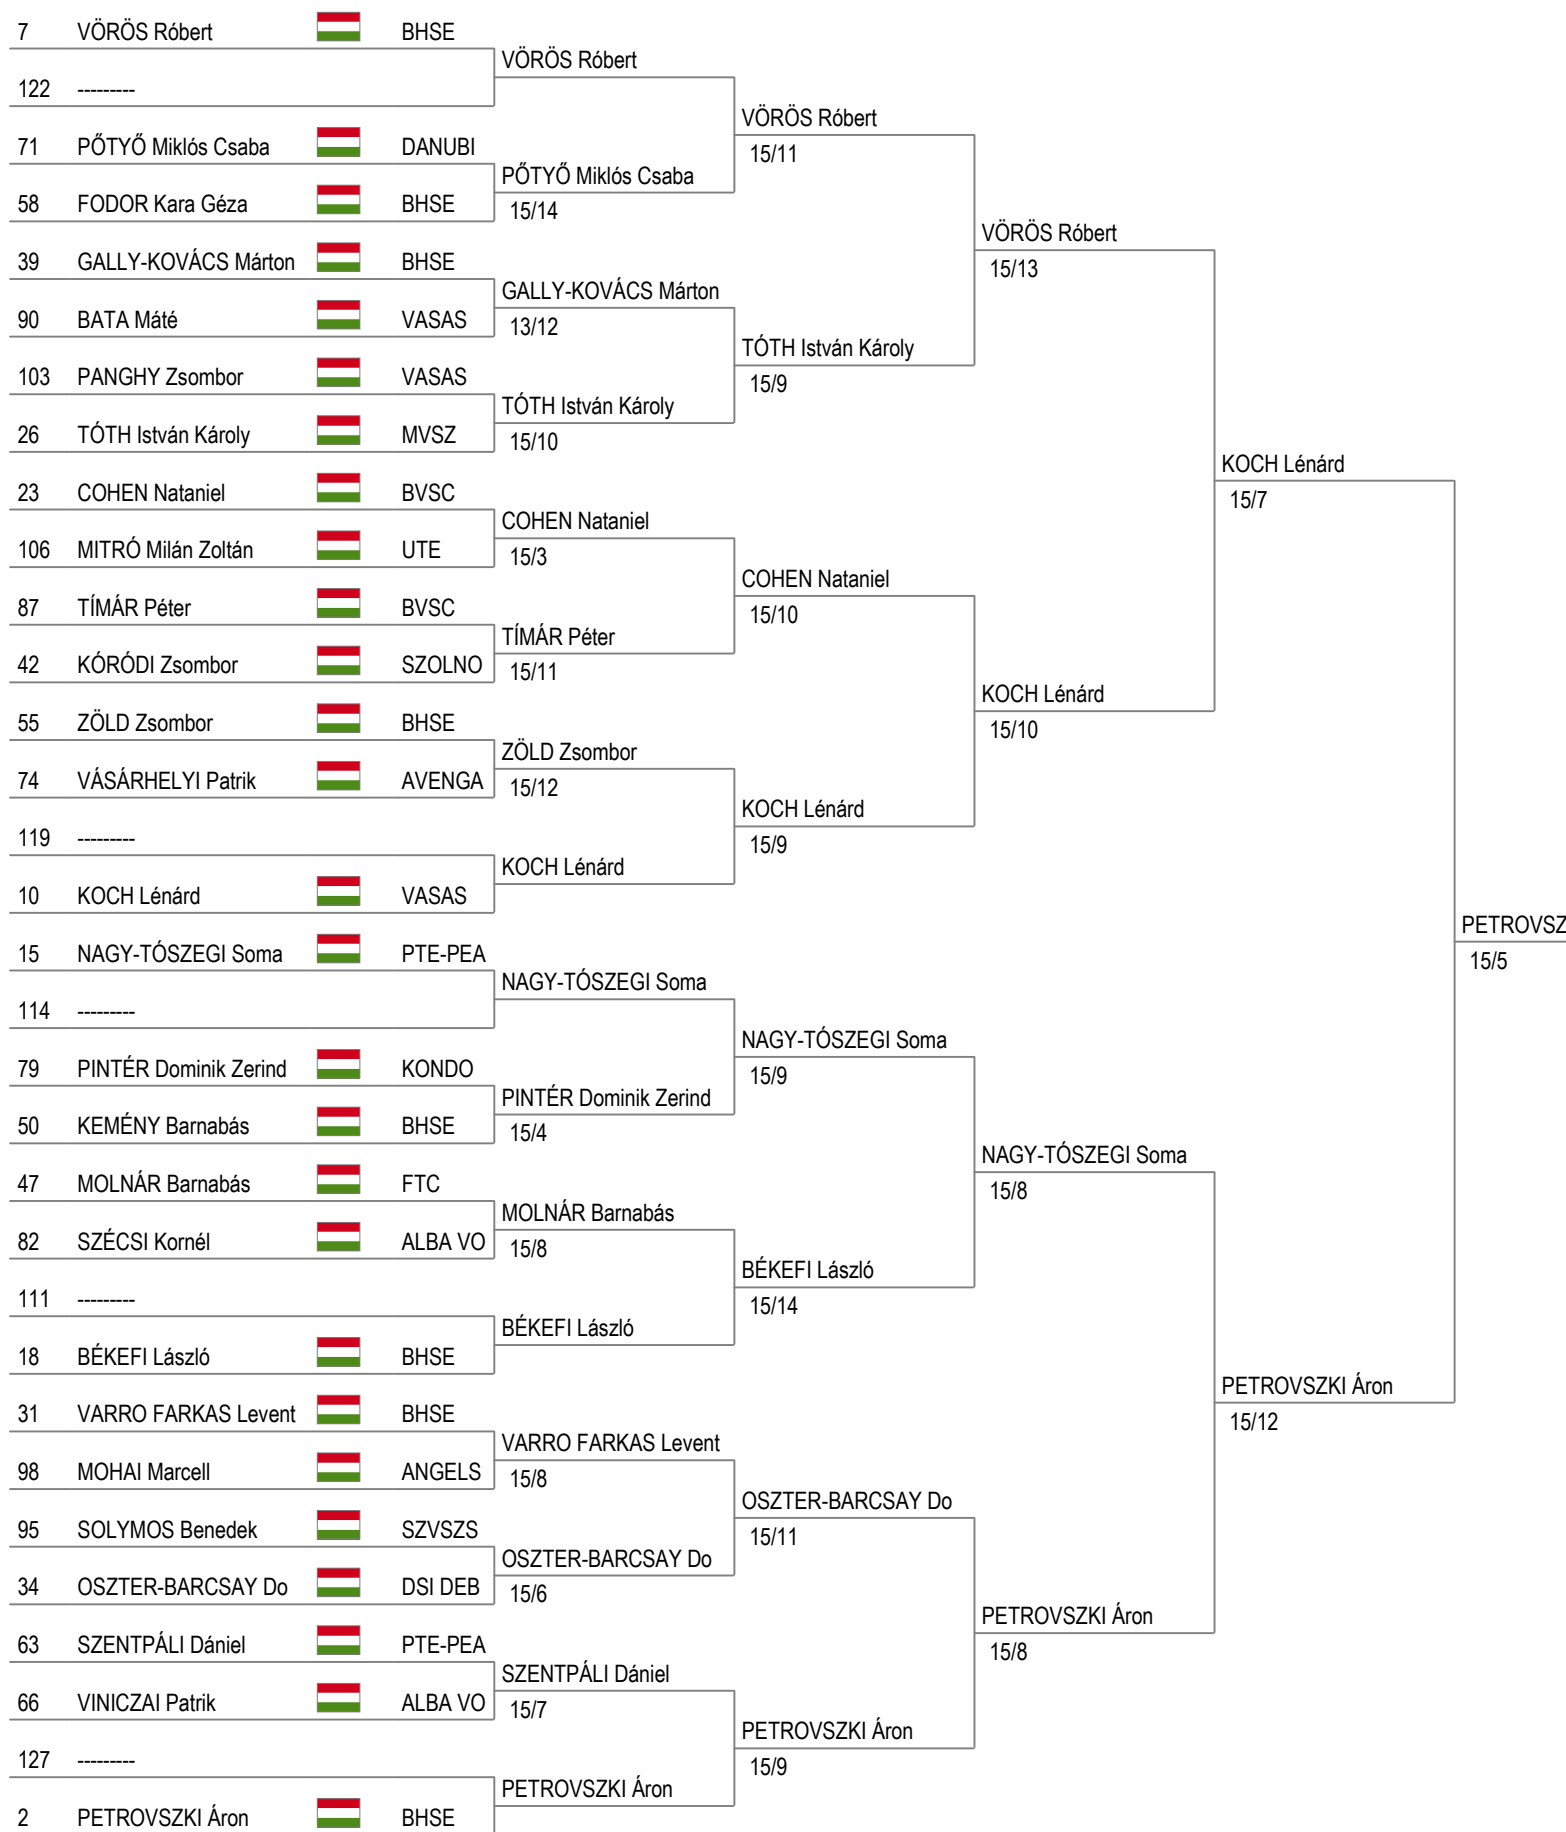 7 VÖRÖS Róbert BHSE
122 ---------
71 PŐTYŐ Miklós Csaba DANUBI
58 FODOR Kara Géza BHSE
39 GALLY-KOVÁCS Márton BHSE
90 BATA Máté VASAS
103 PANGHY Zsombor VASAS
26 TÓTH István Károly MVSZ
23 COHEN Nataniel BVSC
106 MITRÓ Milán Zoltán UTE
87 TÍMÁR Péter BVSC
42 KÓRÓDI Zsombor SZOLNO
55 ZÖLD Zsombor BHSE
74 VÁSÁRHELYI Patrik AVENGA
119 ---------
10 KOCH Lénárd VASAS
15 NAGY-TÓSZEGI Soma PTE-PEA
114 ---------
79 PINTÉR Dominik Zerind KONDO
50 KEMÉNY Barnabás BHSE
47 MOLNÁR Barnabás FTC
82 SZÉCSI Kornél ALBA VO
111 ---------
18 BÉKEFI László BHSE
31 VARRO FARKAS Levent BHSE
98 MOHAI Marcell ANGELS
95 SOLYMOS Benedek SZVSZS
34 OSZTER-BARCSAY Do DSI DEB
63 SZENTPÁLI Dániel PTE-PEA
66 VINICZAI Patrik ALBA VO
127 ---------
2 PETROVSZKI Áron BHSE
VÖRÖS Róbert
PŐTYŐ Miklós Csaba
15/14
GALLY-KOVÁCS Márton
13/12
TÓTH István Károly
15/10
COHEN Nataniel
15/3
TÍMÁR Péter
15/11
ZÖLD Zsombor
15/12
KOCH Lénárd
NAGY-TÓSZEGI Soma
PINTÉR Dominik Zerind
15/4
MOLNÁR Barnabás
15/8
BÉKEFI László
VARRO FARKAS Levent
15/8
OSZTER-BARCSAY Do
15/6
SZENTPÁLI Dániel
15/7
PETROVSZKI Áron
VÖRÖS Róbert
15/11
TÓTH István Károly
15/9
COHEN Nataniel
15/10
KOCH Lénárd
15/9
NAGY-TÓSZEGI Soma
15/9
BÉKEFI László
15/14
OSZTER-BARCSAY Do
15/11
PETROVSZKI Áron
15/9
VÖRÖS Róbert
15/13
KOCH Lénárd
15/10
NAGY-TÓSZEGI Soma
15/8
PETROVSZKI Áron
15/8
KOCH Lénárd
15/7
PETROVSZKI Áron
15/12
PETROVSZ
15/5